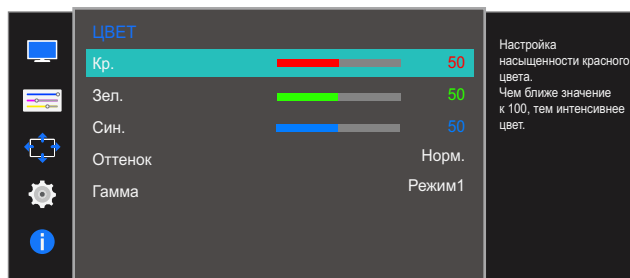 ЦВЕТ
Кр. 50
Зел. 50
Син. 50
Оттенок Норм.
Гамма Режим1
Настройка
насыщенности красного
цвета.
Чем ближе значение
к 100, тем интенсивнее
цвет.